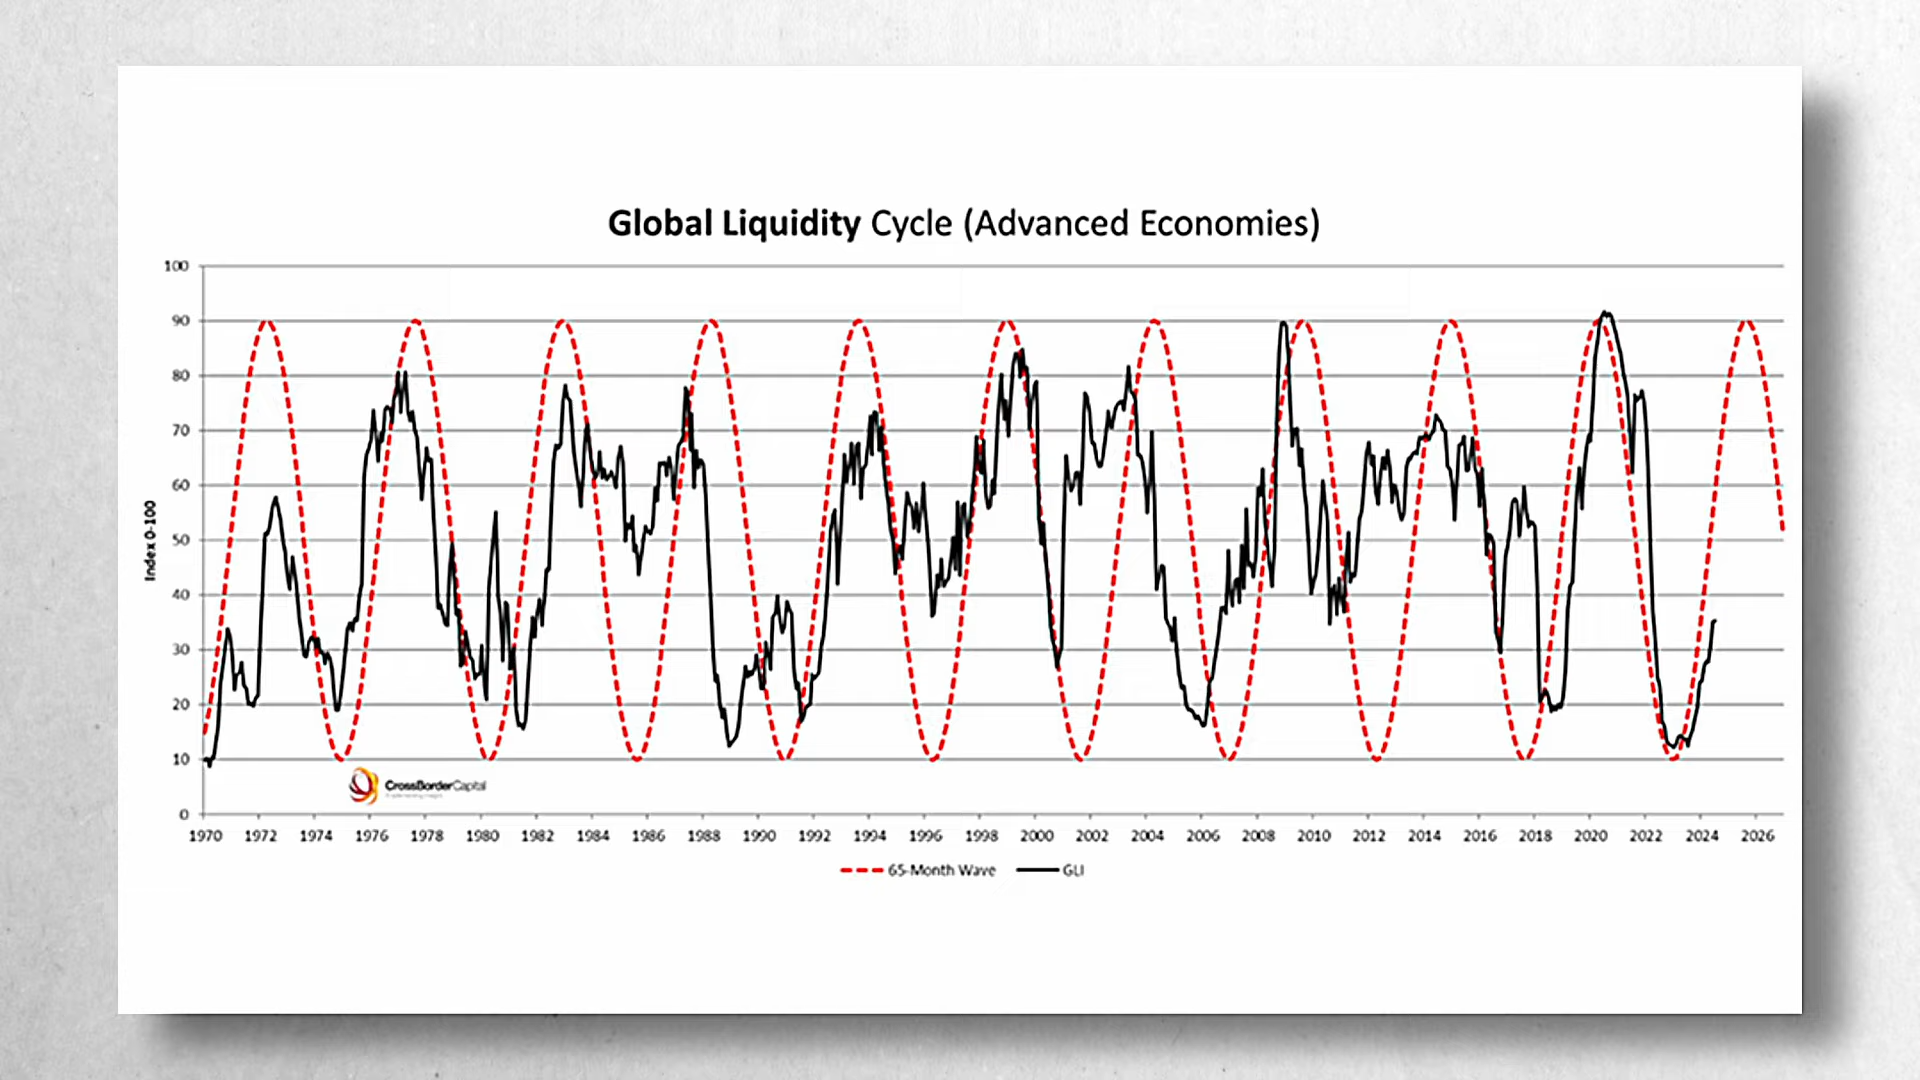 Global Liquidity Cycle (Advanced Economies)
100
90
80
70
60
50
40
30
20
10
0
Index 0-100
CrossBorderCapital
1970 1972 1974 1976 1978 1980 1982 1984 1986 1988 1990 1992 1994 1996 1998 2000 2002 2004 2006 2008 2010 2012 2014 2016 2018 2020 2022 2024 2026
65-Month Wave GLI